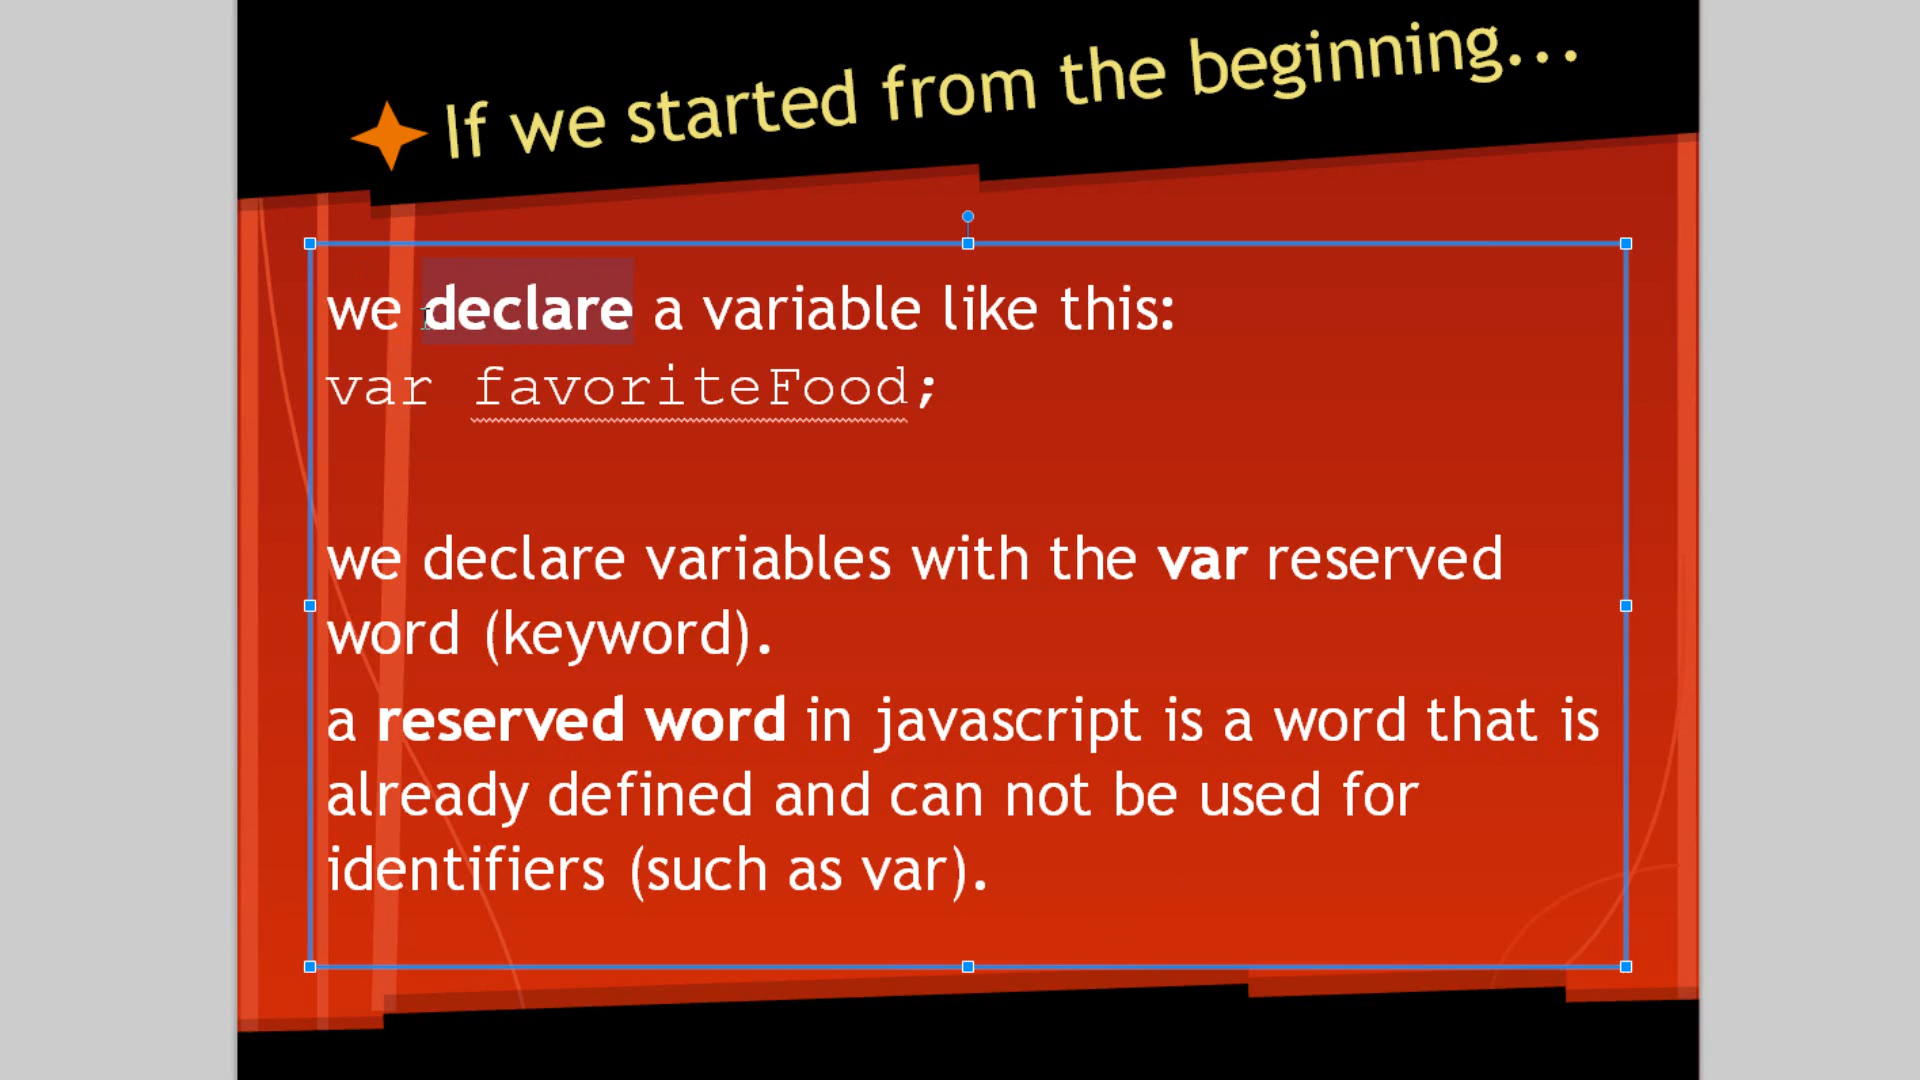 If we started from the beginning...
we declare a variable like this:
var favoriteFood;
we declare variables with the var reserved
word (keyword).
a reserved word in javascript is a word that is
already defined and can not be used for
identifiers (such as var).